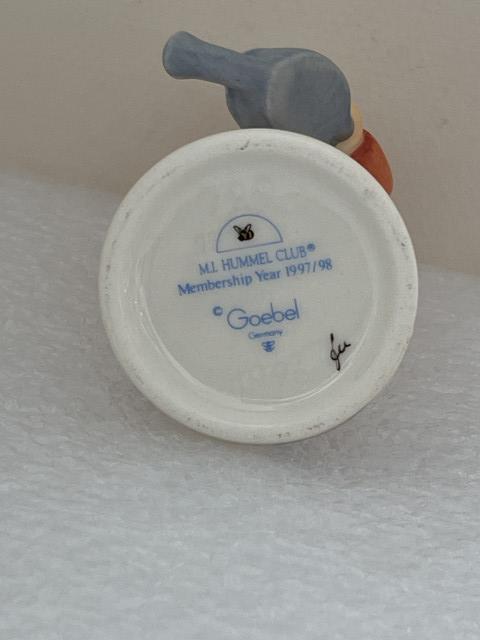 M.I. HUMMEL CLUB®
Membership Year 1997/98
© Goebel
Germany